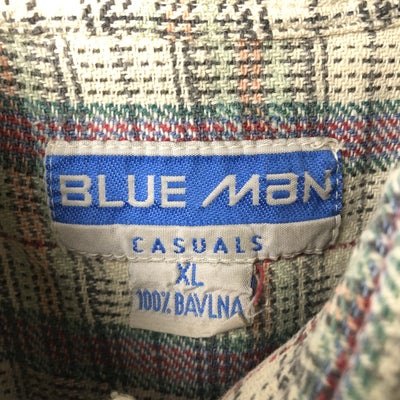 BLUE MAN
CASUALS
XL
100% BAVLNA